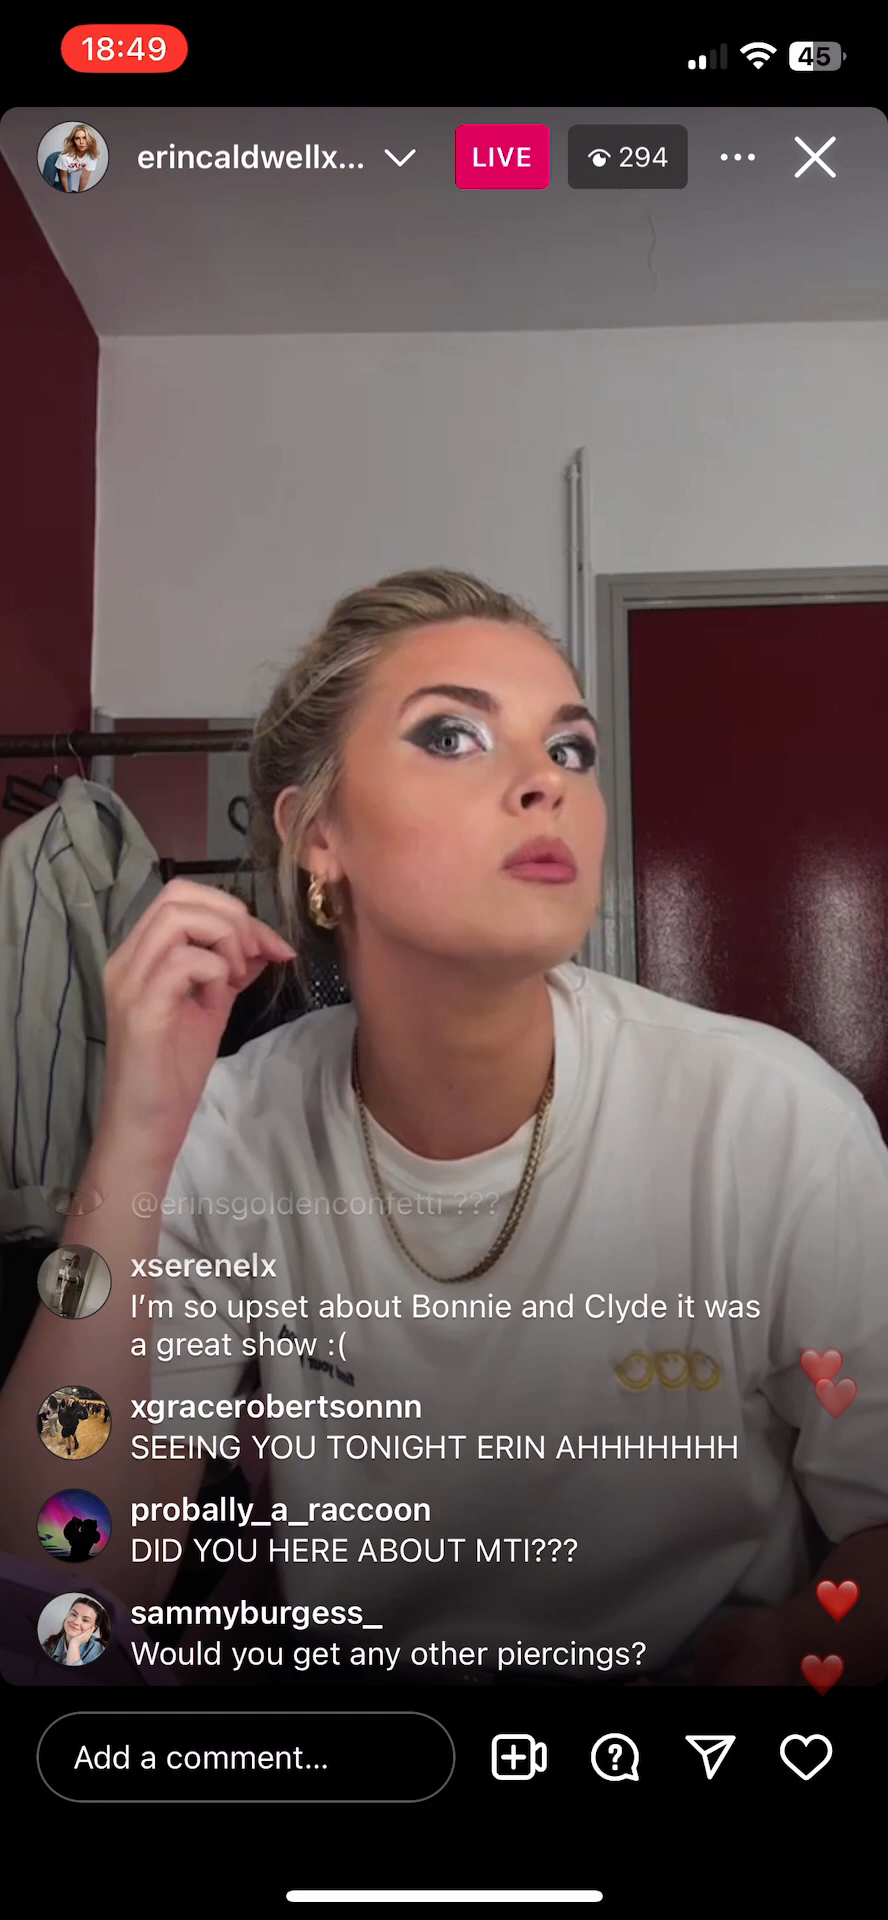 18:49
45
erincaldwellx...
LIVE
294
@erinsgoldenconfetti ???
xserenelx
I'm so upset about Bonnie and Clyde it was
a great show :(
xgracerobertsonnn
SEEING YOU TONIGHT ERIN AHHHHHHH
probally_a_raccoon
DID YOU HERE ABOUT MTI???
sammyburgess_
Would you get any other piercings?
Add a comment...